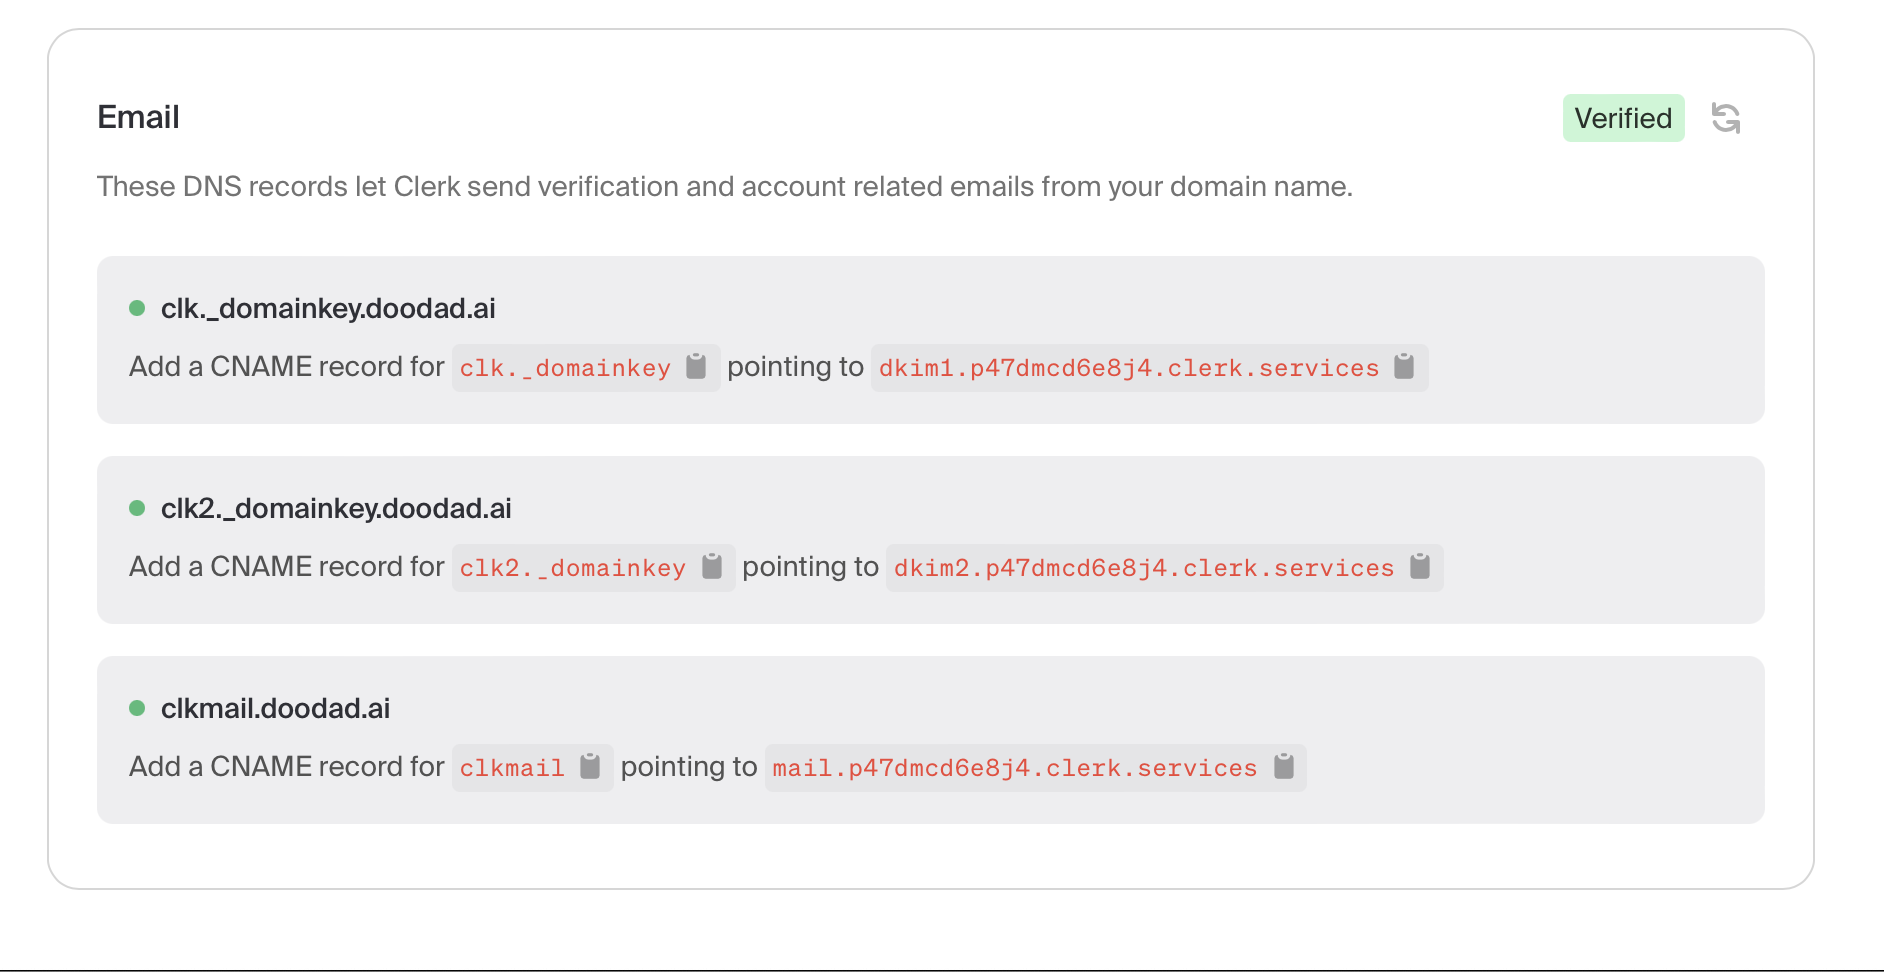 Email
Verified
These DNS records let Clerk send verification and account related emails from your domain name.
clk._domainkey.doodad.ai
Add a CNAME record for clk._domainkey pointing to dkim1.p47dmcd6e8j4.clerk.services
clk2._domainkey.doodad.ai
Add a CNAME record for clk2._domainkey pointing to dkim2.p47dmcd6e8j4.clerk.services
clkmail.doodad.ai
Add a CNAME record for clkmail pointing to mail.p47dmcd6e8j4.clerk.services